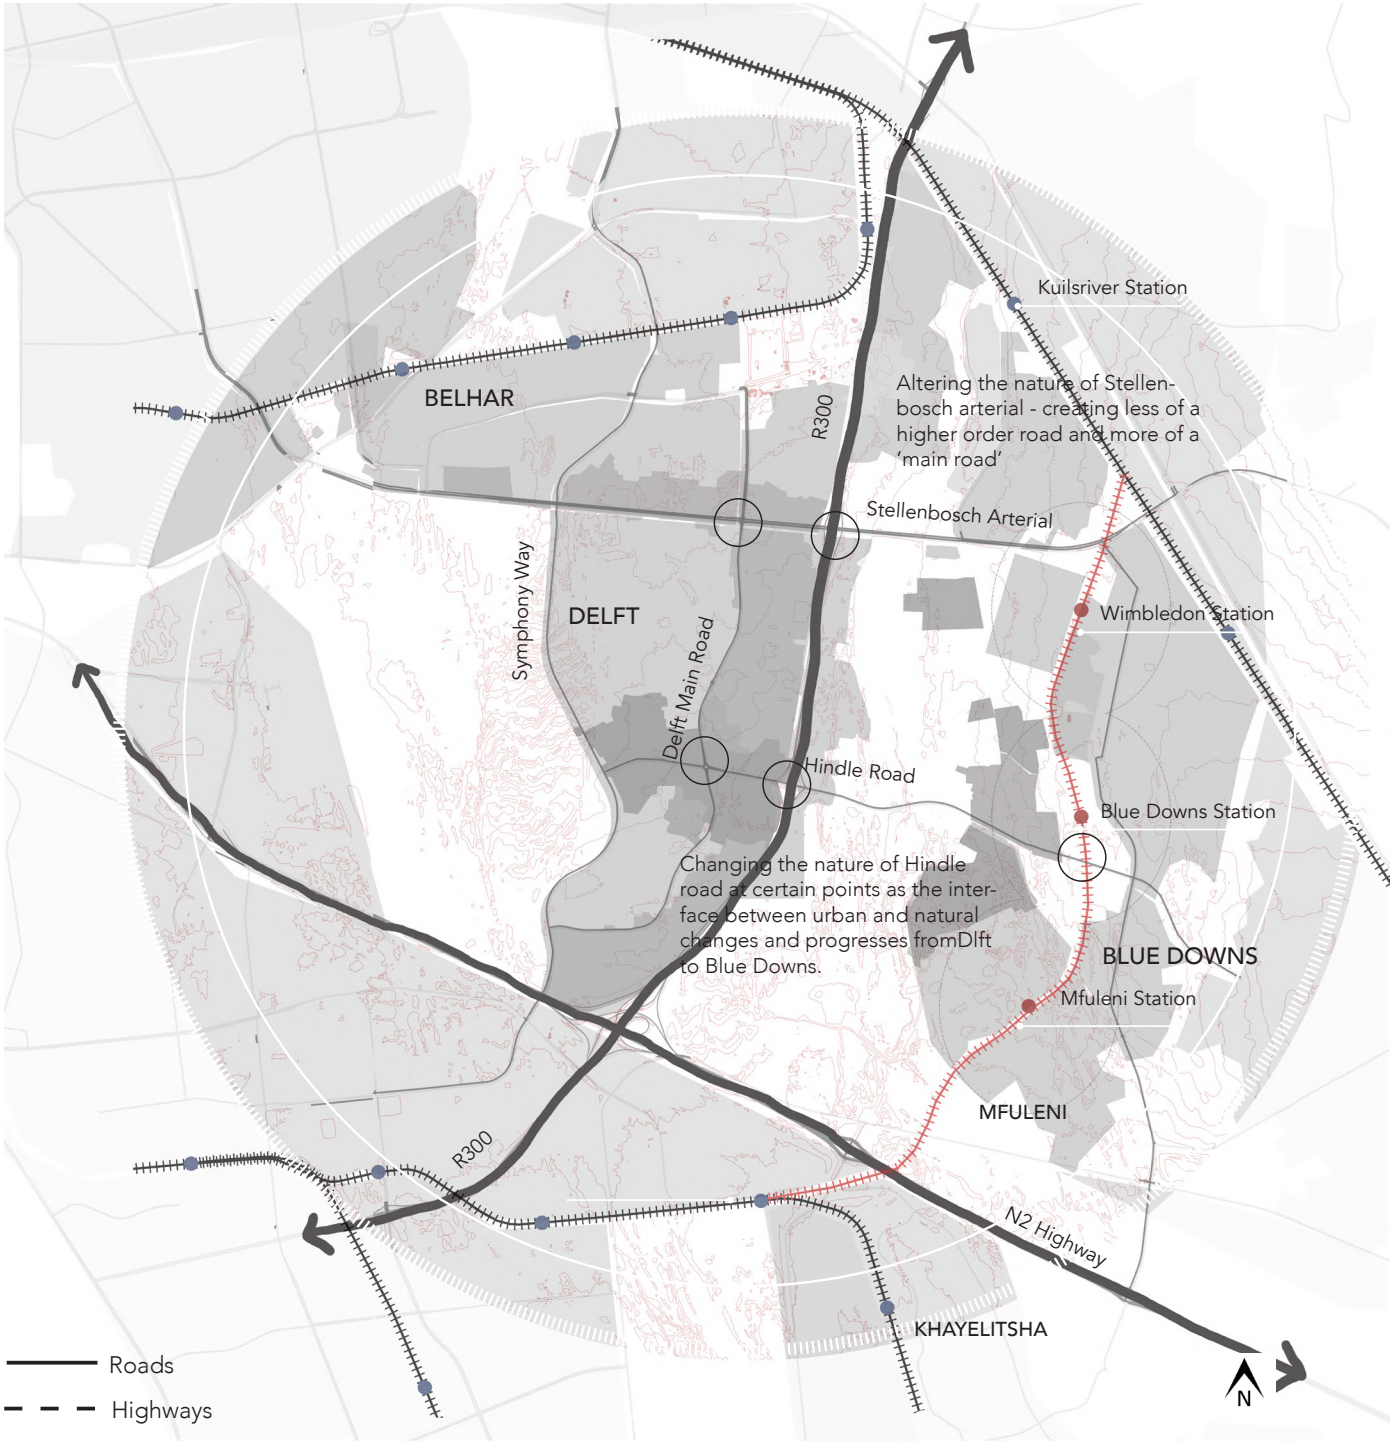 Kuilsriver Station
Altering the nature of Stellen-
bosch arterial - creating less of a
higher order road and more of a
‘main road’
BELHAR
R300
Stellenbosch Arterial
Symphony Way
DELFT
Wimbledon Station
Delft Main Road
Hindle Road
Blue Downs Station
Changing the nature of Hindle
road at certain points as the inter-
face between urban and natural
changes and progresses fromDlft
to Blue Downs.
BLUE DOWNS
Mfuleni Station
MFULENI
R300
N2 Highway
KHAYELITSHA
Roads
Highways
N